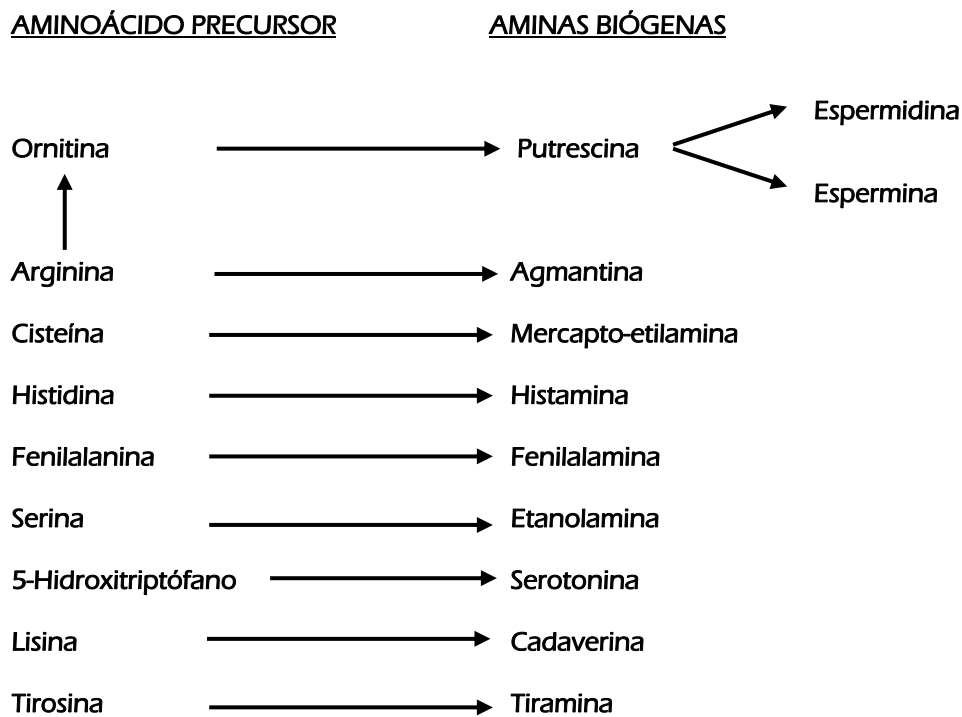 AMINOÁCIDO PRECURSOR AMINAS BIÓGENAS
Espermidina
Ornitina Putrescina
Espermina
Arginina Agmantina
Cisteína Mercapto-etilamina
Histidina Histamina
Fenilalanina Fenilalamina
Serina Etanolamina
5-Hidroxitriptófano Serotonina
Lisina Cadaverina
Tirosina Tiramina